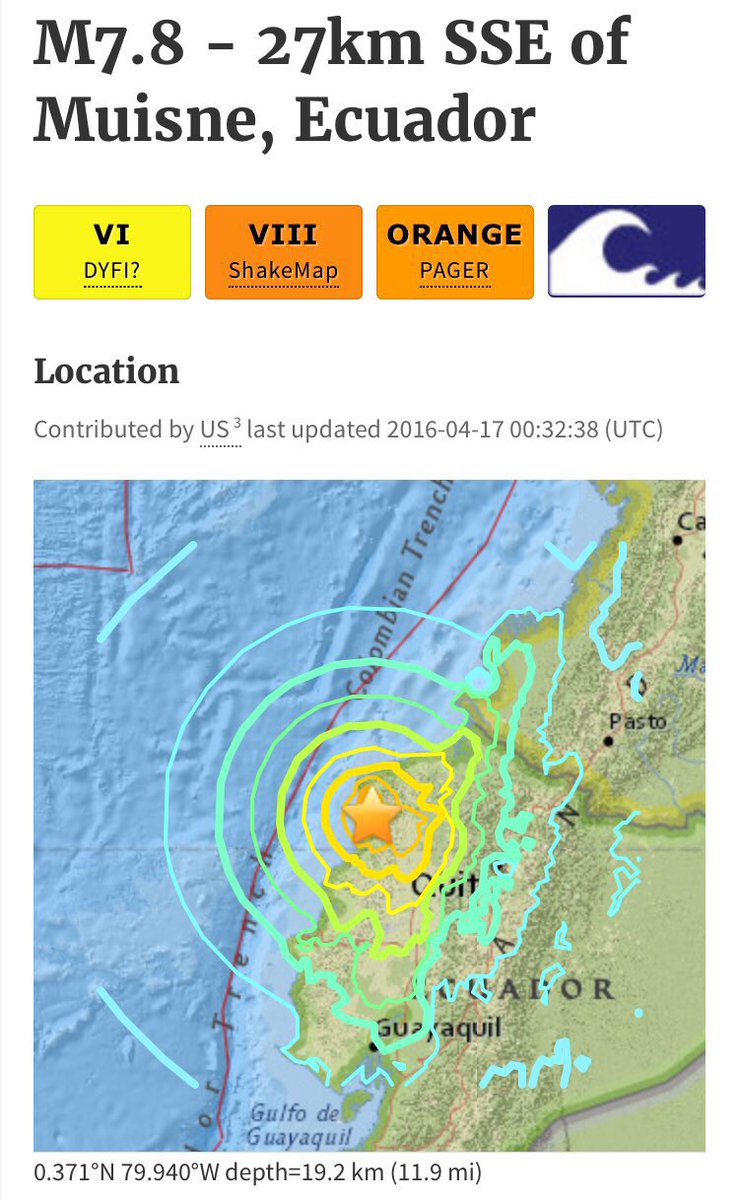 M7.8 - 27km SSE of
Muisne, Ecuador
VI
DYFI?
VIII
ShakeMap
ORANGE
PAGER
Location
Contributed by US 3 last updated 2016-04-17 00:32:38 (UTC)
Colombian Trench
Ca
Ma
Pasto
Quit
Trench
ECUADOR
Guayaquil
Gulfo de
Guayaquil
0.371°N 79.940°W depth=19.2 km (11.9 mi)